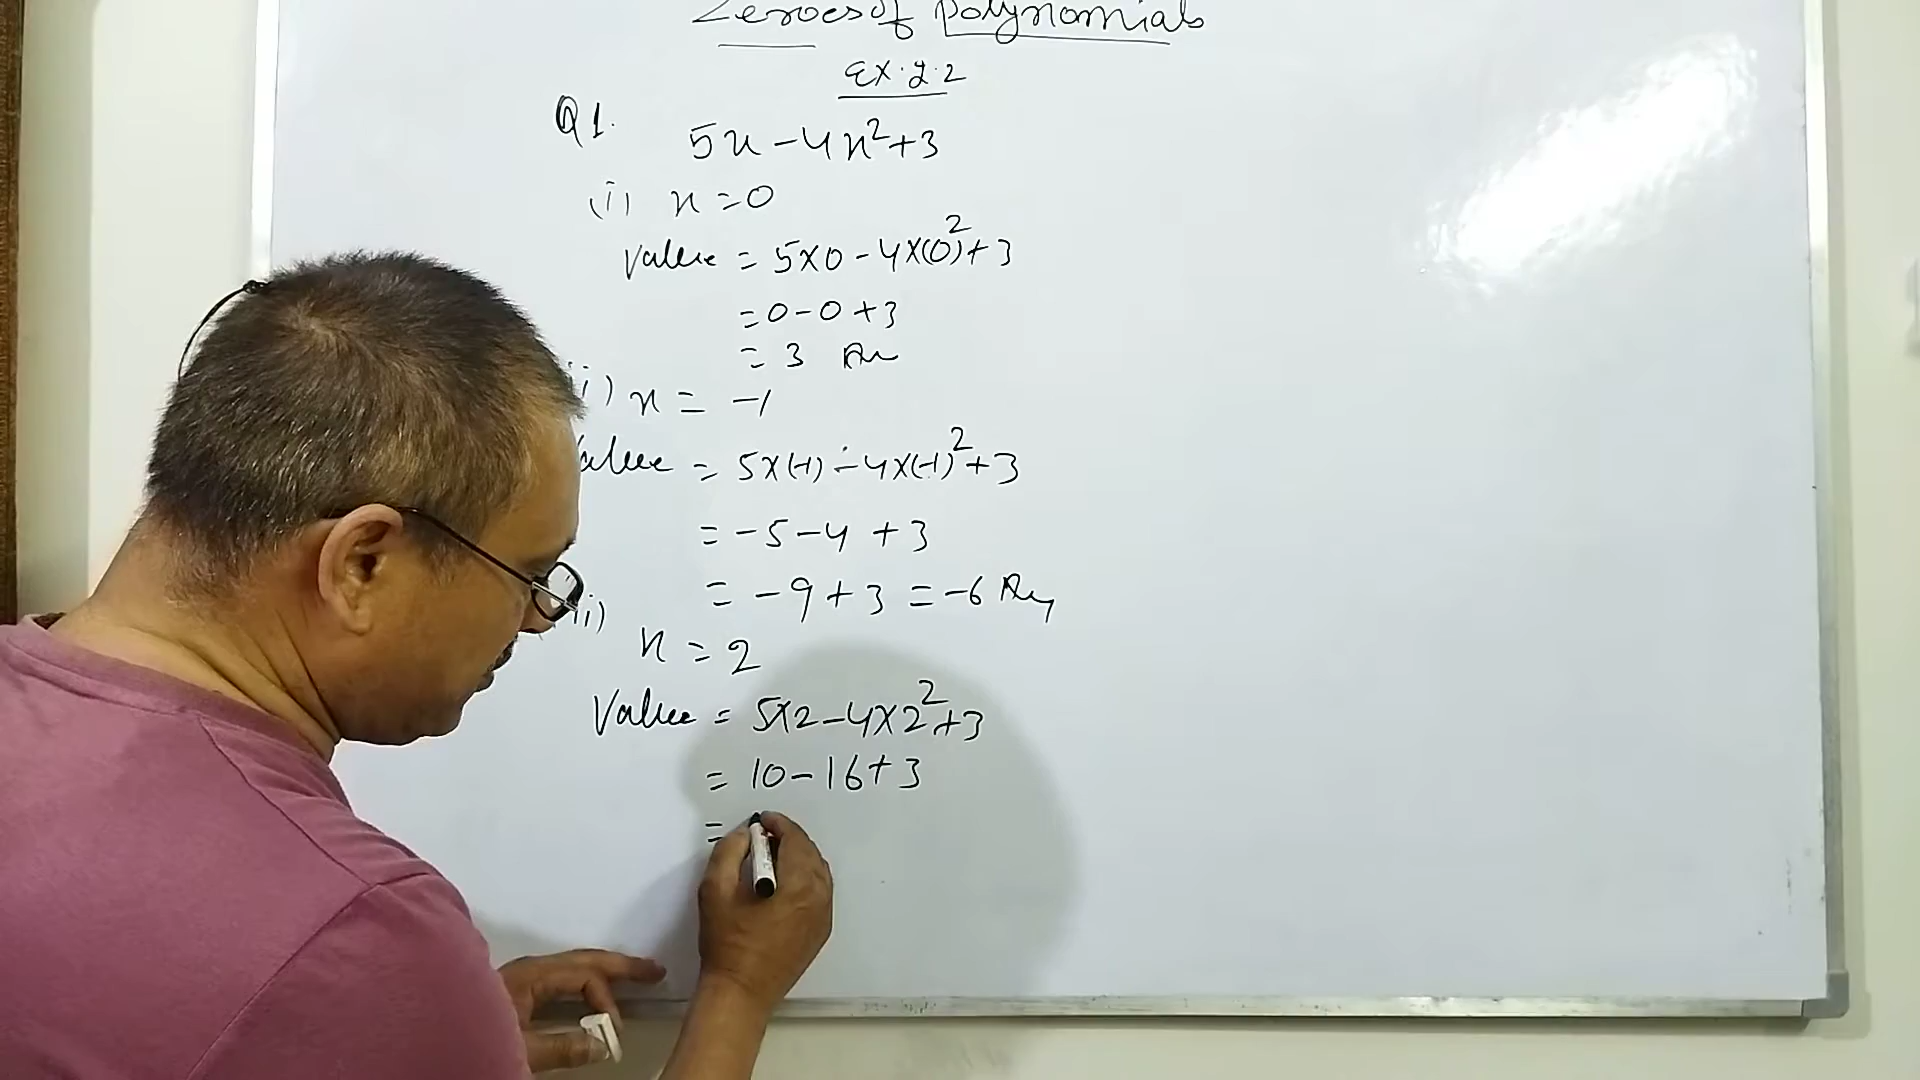 Zeroes of Polynomials
Ex. 2.2
Q1.
5x - 4x² + 3
(i) x = 0
Value = 5×0 - 4×(0)² + 3
= 0 - 0 + 3
= 3 Ans
i) x = -1
alue = 5×(-1) - 4×(-1)² + 3
= -5 - 4 + 3
= -9 + 3 = -6 Ans
ii)
x = 2
Value = 5×2 - 4×2² + 3
= 10 - 16 + 3
=